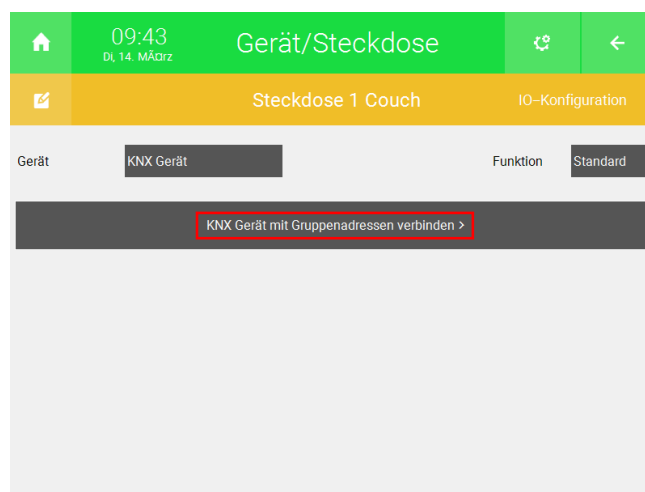 09:43
Gerät/Steckdose
DI, 14. MÃ¤rz
Steckdose 1 Couch
IO-Konfiguration
Gerät
KNX Gerät
Funktion
Standard
KNX Gerät mit Gruppenadressen verbinden >